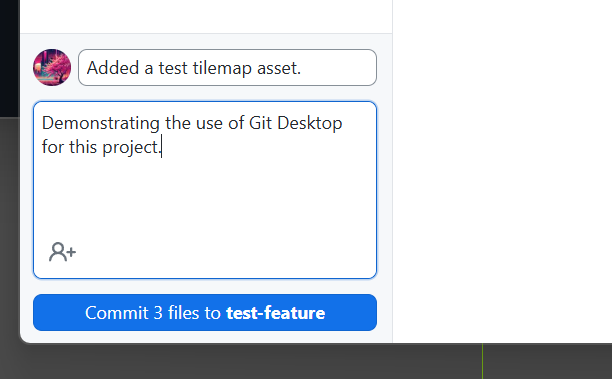 Added a test tilemap asset.
Demonstrating the use of Git Desktop
for this project.
Commit 3 files to test-feature